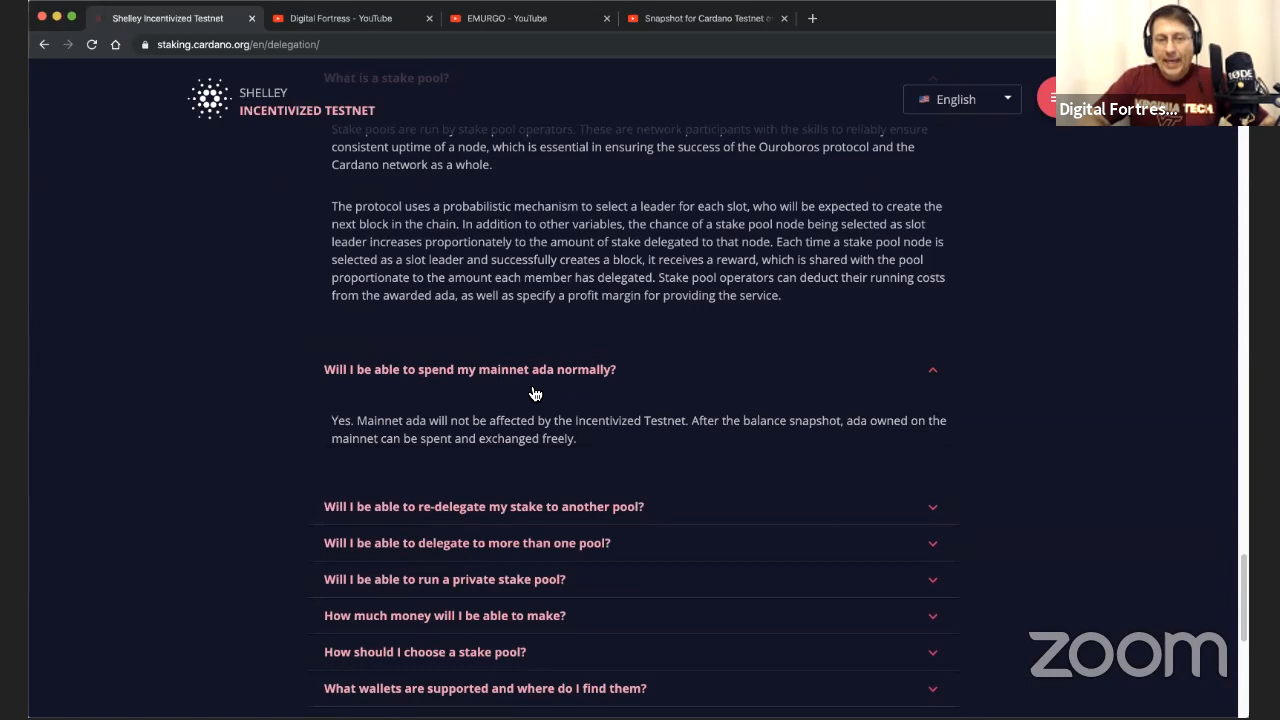 Shelley Incentivized Testnet
Digital Fortress - YouTube
EMURGO - YouTube
Snapshot for Cardano Testnet
staking.cardano.org/en/delegation/
What is a stake pool?
SHELLEY
INCENTIVIZED TESTNET
English
RØDE
VIRGINIA TECH
Digital Fortres...
Stake pools are run by stake pool operators. These are network participants with the skills to reliably ensure
consistent uptime of a node, which is essential in ensuring the success of the Ouroboros protocol and the
Cardano network as a whole.
The protocol uses a probabilistic mechanism to select a leader for each slot, who will be expected to create the
next block in the chain. In addition to other variables, the chance of a stake pool node being selected as slot
leader increases proportionately to the amount of stake delegated to that node. Each time a stake pool node is
selected as a slot leader and successfully creates a block, it receives a reward, which is shared with the pool
proportionate to the amount each member has delegated. Stake pool operators can deduct their running costs
from the awarded ada, as well as specify a profit margin for providing the service.
Will I be able to spend my mainnet ada normally?
Yes. Mainnet ada will not be affected by the Incentivized Testnet. After the balance snapshot, ada owned on the
mainnet can be spent and exchanged freely.
Will I be able to re-delegate my stake to another pool?
Will I be able to delegate to more than one pool?
Will I be able to run a private stake pool?
How much money will I be able to make?
How should I choose a stake pool?
What wallets are supported and where do I find them?
zoom